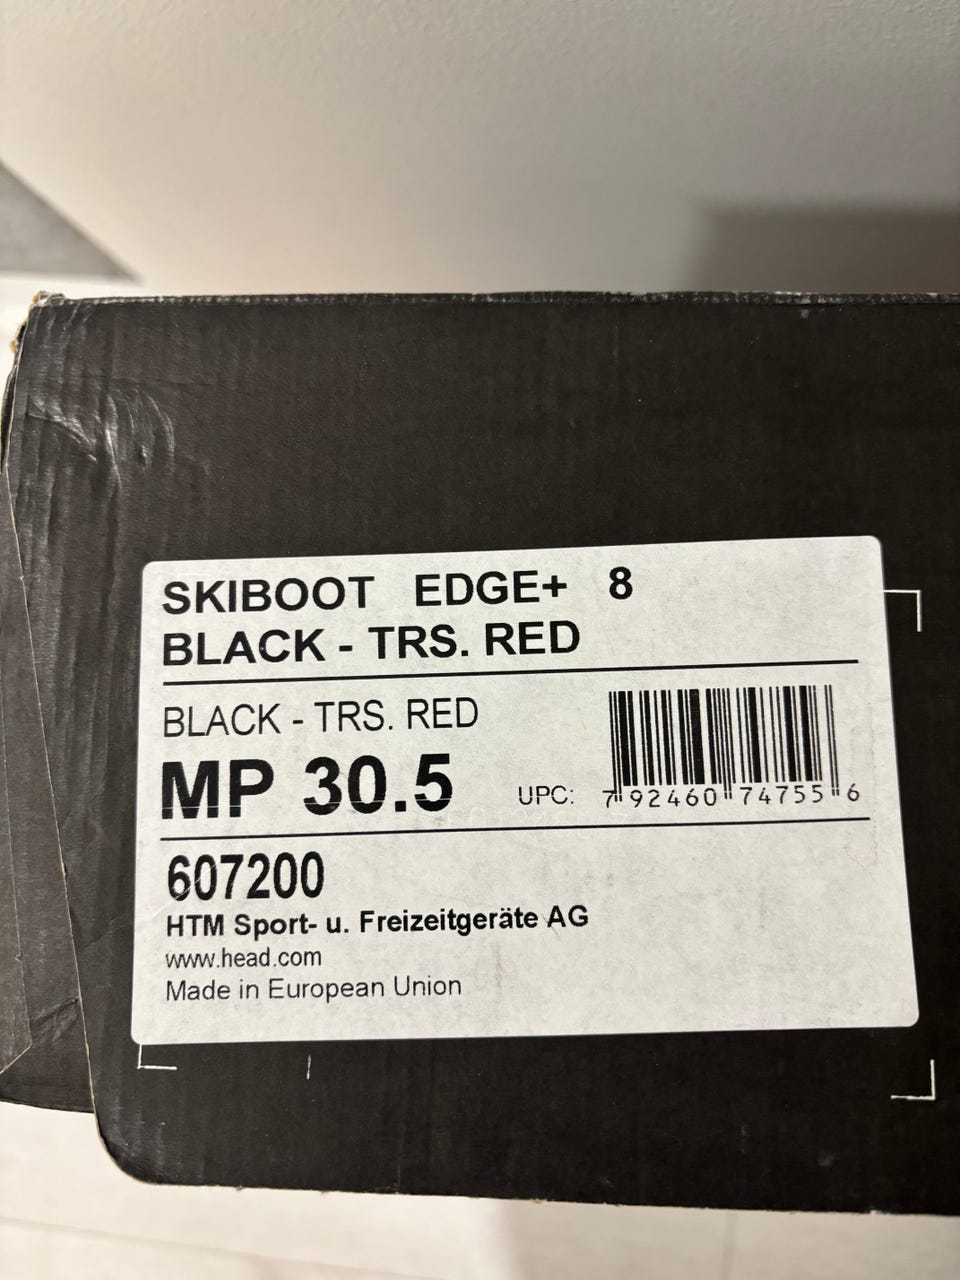 SKIBOOT EDGE+ 8
BLACK - TRS. RED
BLACK - TRS. RED
MP 30.5
UPC: 7 92460 74755 6
607200
HTM Sport- u. Freizeitgeräte AG
www.head.com
Made in European Union